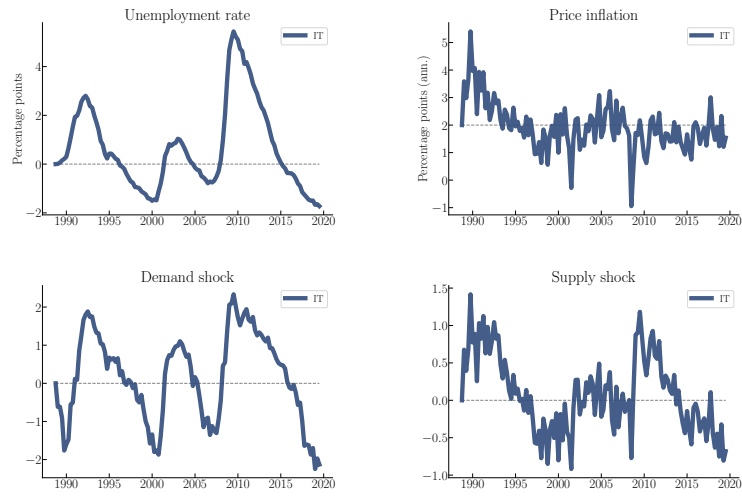 Unemployment rate
IT
Percentage points
4
2
0
−2
1990 1995 2000 2005 2010 2015 2020
Price inflation
IT
Percentage points (ann.)
5
4
3
2
1
0
−1
1990 1995 2000 2005 2010 2015 2020
Demand shock
IT
2
1
0
−1
−2
1990 1995 2000 2005 2010 2015 2020
Supply shock
IT
1.5
1.0
0.5
0.0
−0.5
−1.0
1990 1995 2000 2005 2010 2015 2020